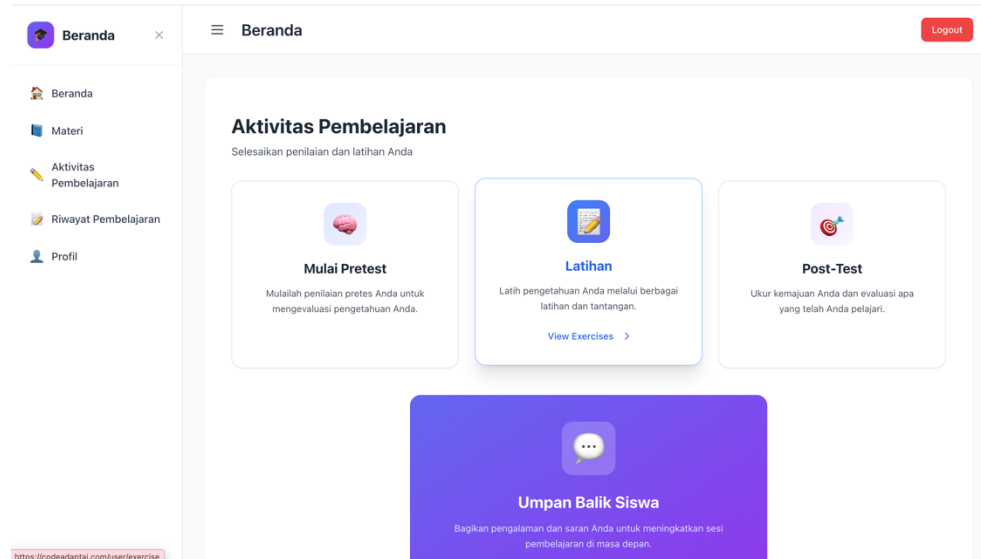 Beranda
Beranda
Logout
Beranda
Materi
Aktivitas
Pembelajaran
Riwayat Pembelajaran
Profil
Aktivitas Pembelajaran
Selesaikan penilaian dan latihan Anda
Mulai Pretest
Mulailah penilaian pretes Anda untuk
mengevaluasi pengetahuan Anda.
Latihan
Latih pengetahuan Anda melalui berbagai
latihan dan tantangan.
View Exercises
Post-Test
Ukur kemajuan Anda dan evaluasi apa
yang telah Anda pelajari.
Umpan Balik Siswa
Bagikan pengalaman dan saran Anda untuk meningkatkan sesi
pembelajaran di masa depan.
https://codeadaptai.com/user/exercise